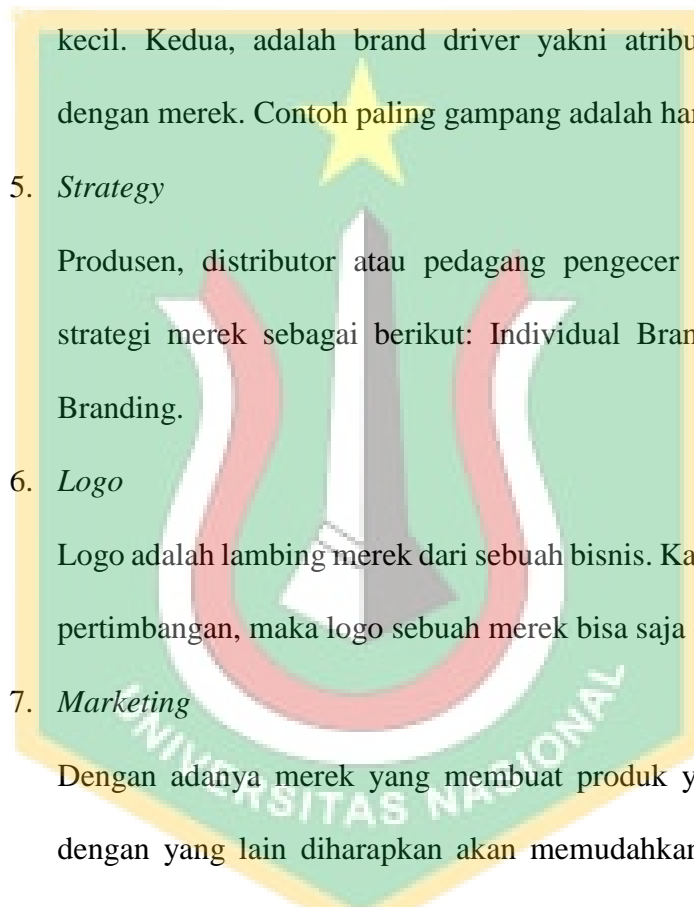 kecil. Kedua, adalah brand driver yakni atribu
dengan merek. Contoh paling gampang adalah har
5. Strategy
Produsen, distributor atau pedagang pengecer
strategi merek sebagai berikut: Individual Bran
Branding.
6. Logo
Logo adalah lambing merek dari sebuah bisnis. Ka
pertimbangan, maka logo sebuah merek bisa saja
7. Marketing
UNIVERSITAS NASIONAL
Dengan adanya merek yang membuat produk y
dengan yang lain diharapkan akan memudahkan